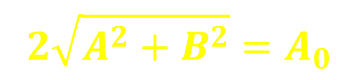 2√(A² + B²) = A₀